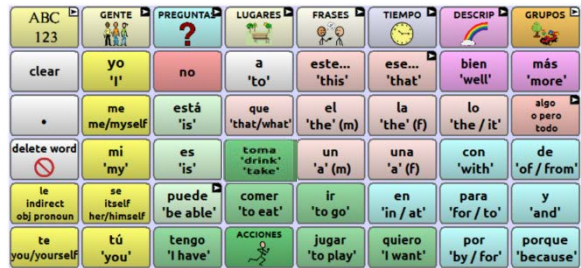 ABC
123
GENTE
PREGUNTAS
LUGARES
FRASES
TIEMPO
DESCRIP
GRUPOS
clear
yo
'I'
no
a
'to'
este...
'this'
ese...
'that'
bien
'well'
más
'more'
.
me
me/myself
está
'is'
que
'that/what'
el
'the' (m)
la
'the' (f)
lo
'the / it'
algo
o pero
todo
delete word
mi
'my'
es
'is'
toma
'drink'
'take'
un
'a' (m)
una
'a' (f)
con
'with'
de
'of / from'
le
indirect
obj pronoun
se
itself
her/himself
puede
'be able'
comer
'to eat'
ir
'to go'
en
'in / at'
para
'for / to'
y
'and'
te
you/yourself
tú
'you'
tengo
'I have'
ACCIONES
jugar
'to play'
quiero
'I want'
por
'by / for'
porque
'because'